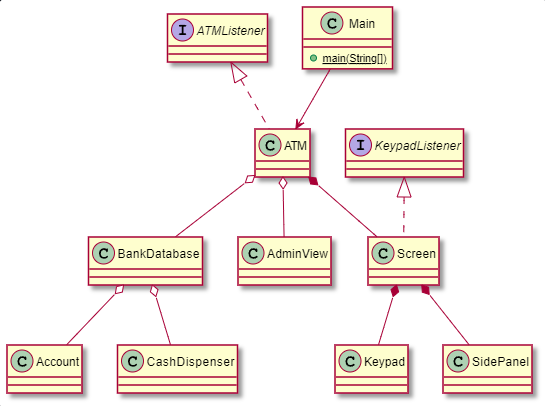 I ATMListener
C Main
main(String[])
C ATM
I KeypadListener
C BankDatabase
C AdminView
C Screen
C Account
C CashDispenser
C Keypad
C SidePanel